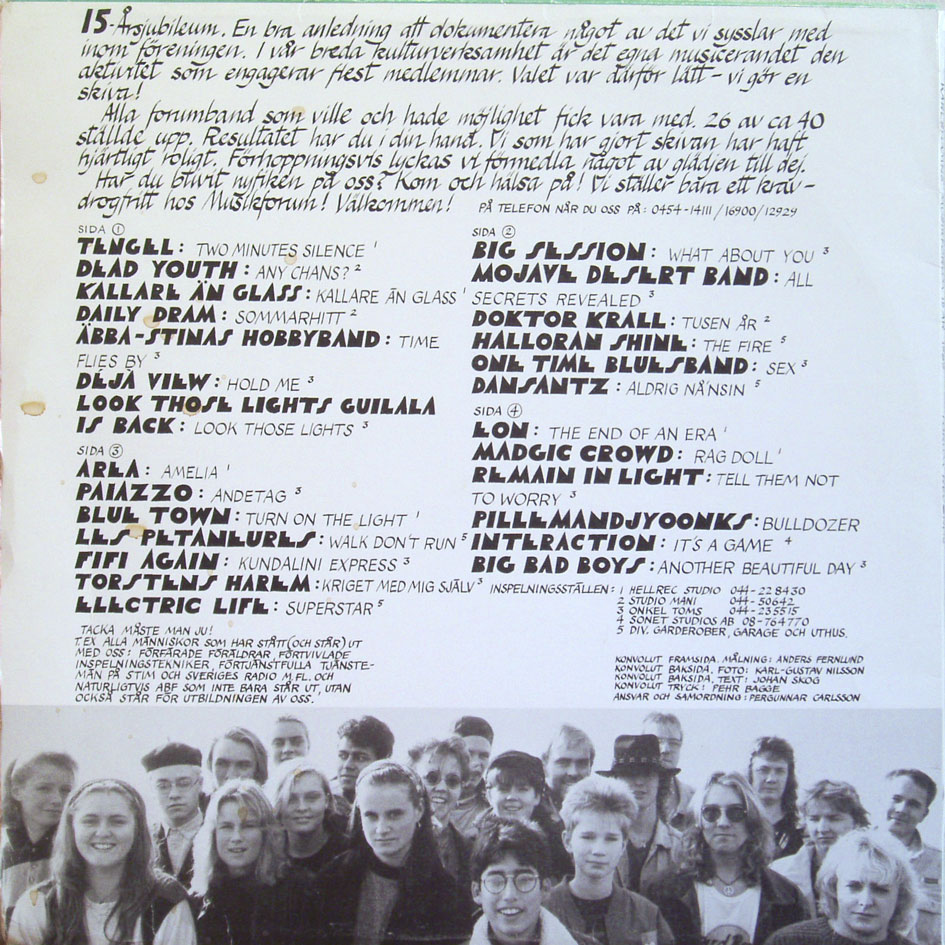 15-Årsjubileum. En bra anledning att dokumentera något av det vi sysslar med
inom föreningen. I vår breda kulturverksamhet är det egna musicerandet den
aktivitet som engagerar flest medlemmar. Valet var därför lätt – vi gör en
skiva!
Alla forumband som ville och hade möjlighet fick vara med. 26 av ca 40
ställde upp. Resultatet har du i din hand. Vi som har gjort skivan har haft
hjärtligt roligt. Förhoppningsvis lyckas vi förmedla något av glädjen till dej.
Har du blivit nyfiken på oss? Kom och hälsa på! Vi ställer bara ett krav –
drogfritt hos Musikforum! Välkommen! PÅ TELEFON NÅR DU OSS PÅ: 0454-14111/16900/12929
SIDA ①
TENGEL: TWO MINUTES SILENCE 1
DEAD YOUTH: ANY CHANS? 2
KALLARE ÄN GLASS: KALLARE ÄN GLASS 1
DAILY DRAM: SOMMARHITT 2
ÄBBA-STINAS HOBBYBAND: TIME
FLIES BY 3
DEJA VIEW: HOLD ME 3
LOOK THOSE LIGHTS GUILALA
IS BACK: LOOK THOSE LIGHTS 3
SIDA ②
BIG SESSION: WHAT ABOUT YOU 3
MOJAVE DESERT BAND: ALL
SECRETS REVEALED 3
DOKTOR KRALL: TUSEN ÅR 2
HALLORAN SHINE: THE FIRE 5
ONE TIME BLUESBAND: SEX 3
DANSANTZ: ALDRIG NÅ'NSIN 5
SIDA ③
AREA: AMELIA 1
PAIAZZO: ANDETAG 3
BLUE TOWN: TURN ON THE LIGHT 1
LES PETANEURES: WALK DON'T RUN 5
FIFI AGAIN: KUNDALINI EXPRESS 3
TORSTENS HAREM: KRIGET MED MIG SJÄLV 3
ELECTRIC LIFE: SUPERSTAR 5
SIDA ④
EON: THE END OF AN ERA 1
MADGIC CROWD: RAG DOLL 1
REMAIN IN LIGHT: TELL THEM NOT
TO WORRY 3
PILLEMANDJYOONKS: BULLDOZER
INTERACTION: IT'S A GAME 4
BIG BAD BOYS: ANOTHER BEAUTIFUL DAY 3
INSPELNINGSSTÄLLEN: 1 HELLREC STUDIO 044-228430
2 STUDIO MANI 044-50642
3 ONKEL TOMS 044-235515
4 SONET STUDIOS AB 08-764770
5 DIV. GARDEROBER, GARAGE OCH UTHUS.
TACKA MÅSTE MAN JU!
T.EX ALLA MÄNNISKOR SOM HAR STÅTT (OCH STÅR) UT
MED OSS: FÖRFÄRADE FÖRÄLDRAR, FÖRTVIVLADE
INSPELNINGSTEKNIKER, FÖRTJÄNSTFULLA TJÄNSTE-
MÄN PÅ STIM OCH SVERIGES RADIO M.FL. OCH
NATURLIGTVIS ABF SOM INTE BARA STÅR UT, UTAN
OCKSÅ STÅR FÖR UTBILDNINGEN AV OSS.
KONVOLUT FRAMSIDA, MÅLNING: ANDERS FERNLUND
KONVOLUT BAKSIDA, FOTO: KARL-GUSTAV NILSSON
KONVOLUT BAKSIDA, TEXT: JOHAN SKOG
KONVOLUT TRYCK: PEHR BAGGE
ANSVAR OCH SAMORDNING: PERGUNNAR CARLSSON